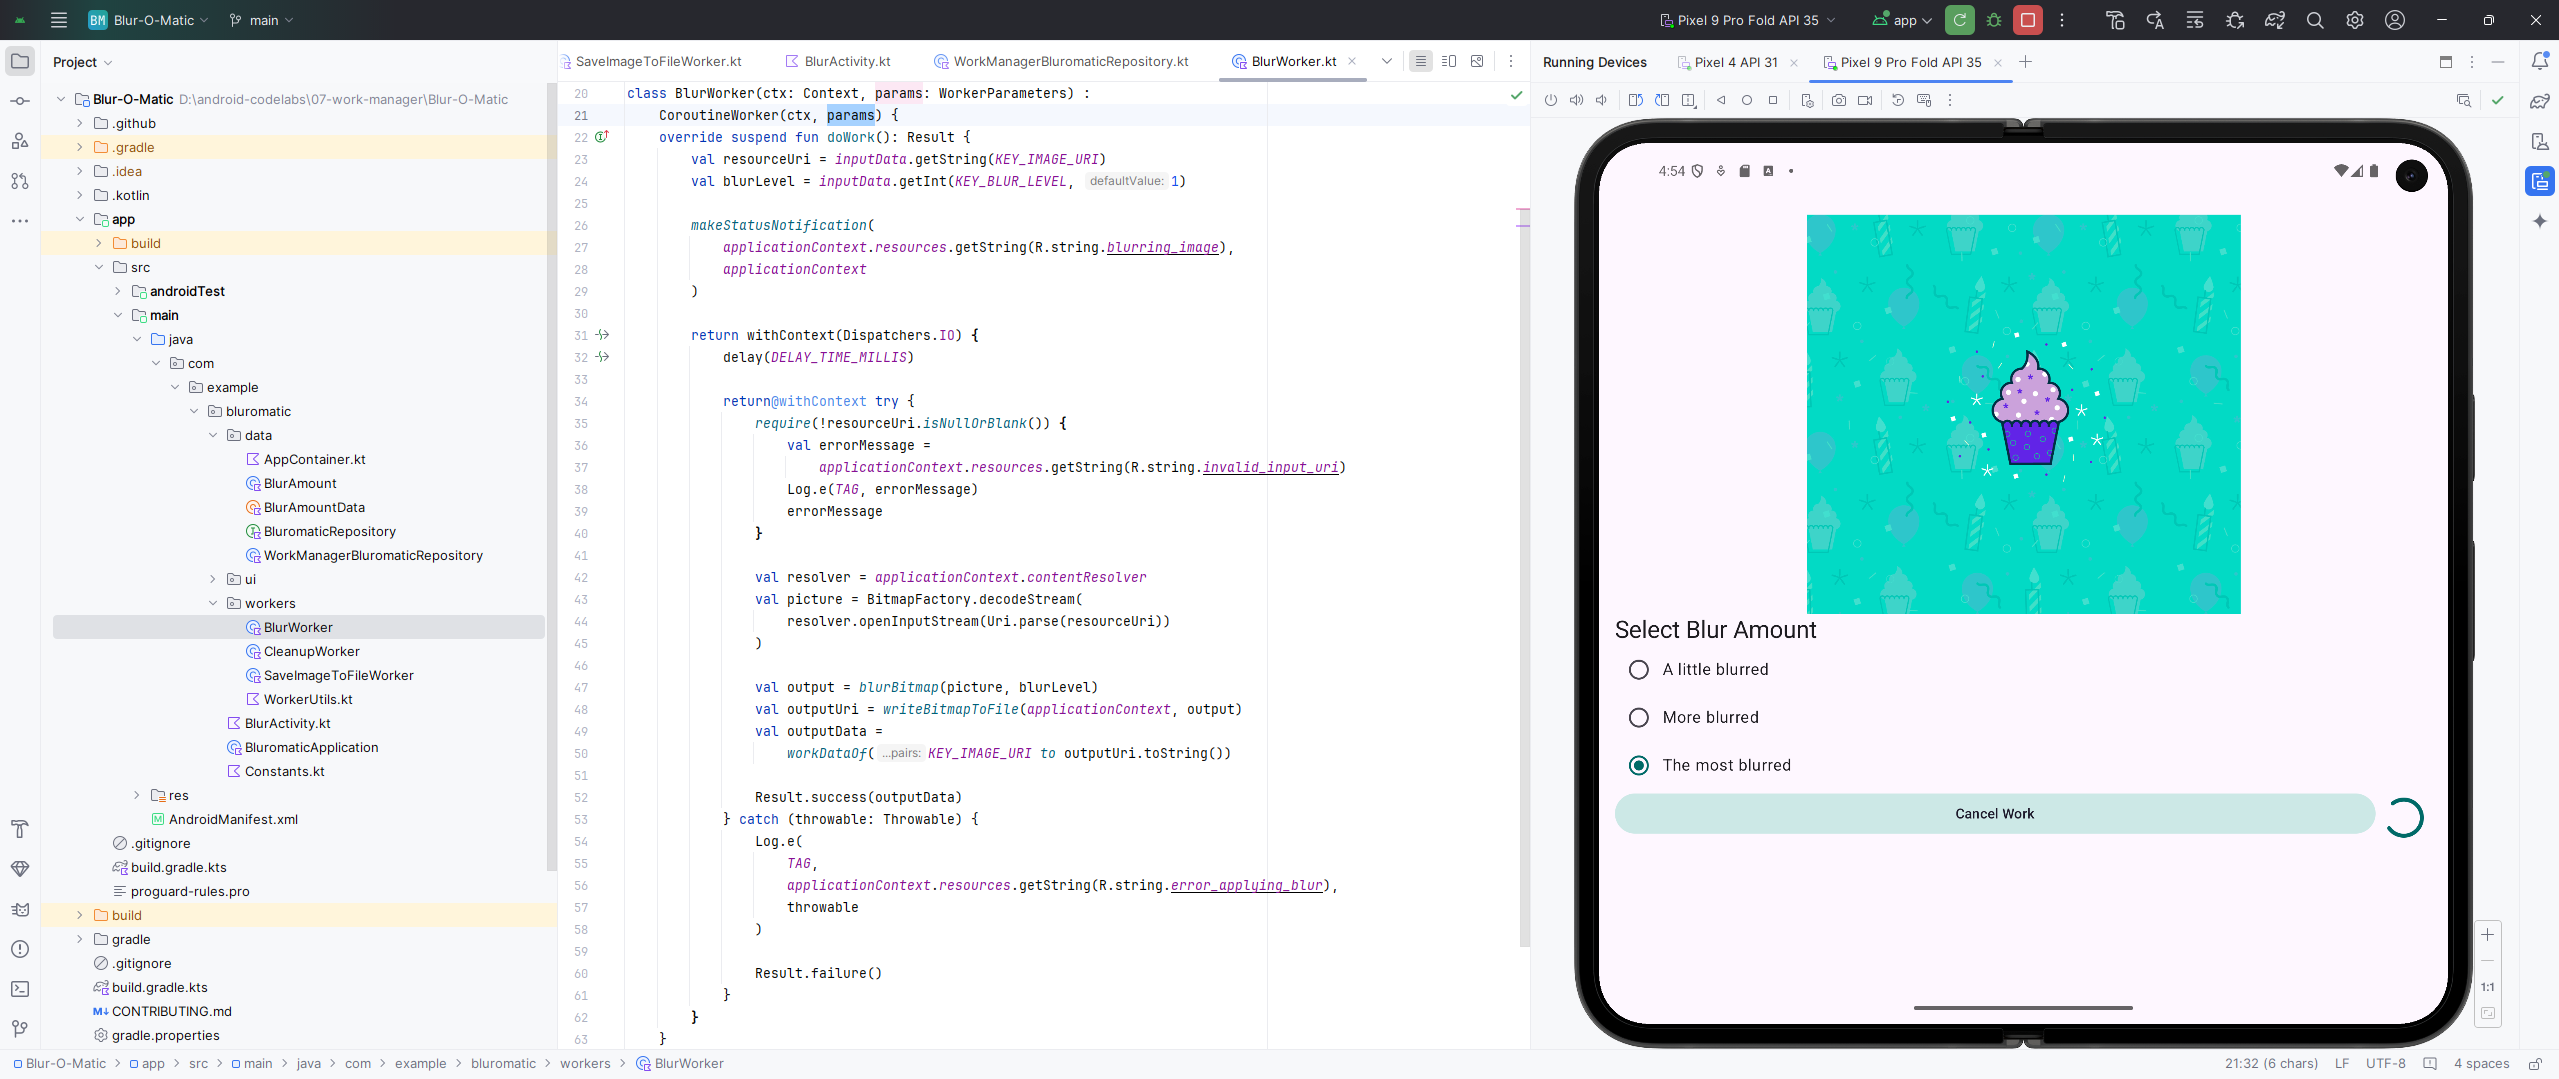 BM Blur-O-Matic main Pixel 9 Pro Fold API 35 app
Project
Blur-O-Matic D:\android-codelabs\07-work-manager\Blur-O-Matic
.github
.gradle
.idea
.kotlin
app
build
src
androidTest
main
java
com
example
bluromatic
data
AppContainer.kt
BlurAmount
BlurAmountData
BluromaticRepository
WorkManagerBluromaticRepository
ui
workers
BlurWorker
CleanupWorker
SaveImageToFileWorker
WorkerUtils.kt
BlurActivity.kt
BluromaticApplication
Constants.kt
res
AndroidManifest.xml
.gitignore
build.gradle.kts
proguard-rules.pro
build
gradle
.gitignore
build.gradle.kts
CONTRIBUTING.md
gradle.properties
SaveImageToFileWorker.kt BlurActivity.kt WorkManagerBluromaticRepository.kt BlurWorker.kt
20 class BlurWorker(ctx: Context, params: WorkerParameters) :
21 CoroutineWorker(ctx, params) {
22 override suspend fun doWork(): Result {
23 val resourceUri = inputData.getString(KEY_IMAGE_URI)
24 val blurLevel = inputData.getInt(KEY_BLUR_LEVEL, defaultValue: 1)
25
26 makeStatusNotification(
27 applicationContext.resources.getString(R.string.blurring_image),
28 applicationContext
29 )
30
31 return withContext(Dispatchers.IO) {
32 delay(DELAY_TIME_MILLIS)
33
34 return@withContext try {
35 require(!resourceUri.isNullOrBlank()) {
36 val errorMessage =
37 applicationContext.resources.getString(R.string.invalid_input_uri)
38 Log.e(TAG, errorMessage)
39 errorMessage
40 }
41
42 val resolver = applicationContext.contentResolver
43 val picture = BitmapFactory.decodeStream(
44 resolver.openInputStream(Uri.parse(resourceUri))
45 )
46
47 val output = blurBitmap(picture, blurLevel)
48 val outputUri = writeBitmapToFile(applicationContext, output)
49 val outputData =
50 workDataOf( ...pairs: KEY_IMAGE_URI to outputUri.toString())
51
52 Result.success(outputData)
53 } catch (throwable: Throwable) {
54 Log.e(
55 TAG,
56 applicationContext.resources.getString(R.string.error_applying_blur),
57 throwable
58 )
59
60 Result.failure()
61 }
62 }
63 }
Running Devices Pixel 4 API 31 Pixel 9 Pro Fold API 35
4:54
Select Blur Amount
A little blurred
More blurred
The most blurred
Cancel Work
1:1
Blur-O-Matic app src main java com example bluromatic workers BlurWorker 21:32 (6 chars) LF UTF-8 4 spaces